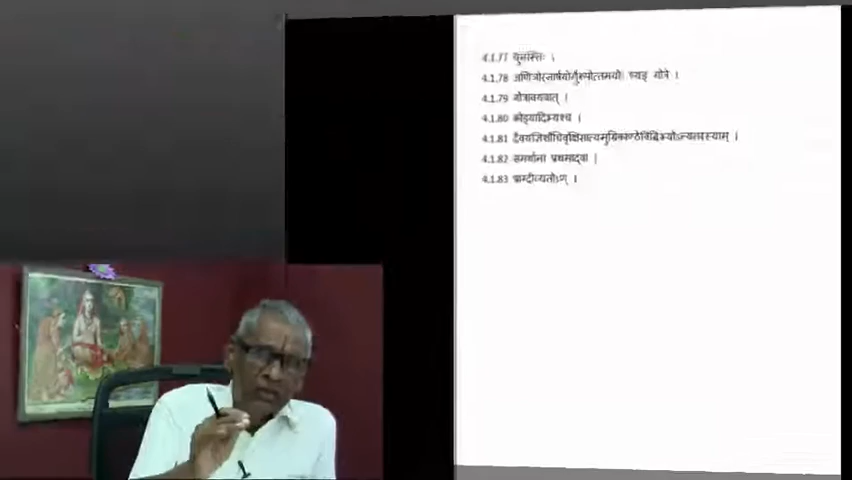 4.1.77 यूनस्तिः ।
4.1.78 अणिञोरनार्षयोर्गुरूपोत्तमयोः ष्यङ् गोत्रे ।
4.1.79 गोत्रावयवात् ।
4.1.80 क्रौड्यादिभ्यश्च ।
4.1.81 दैवयज्ञिशौचिवृक्षिसात्यमुग्रिकाण्ठेविद्धिभ्योऽन्यतरस्याम् ।
4.1.82 समर्थानां प्रथमाद्वा ।
4.1.83 प्राग्दीव्यतोऽण् ।